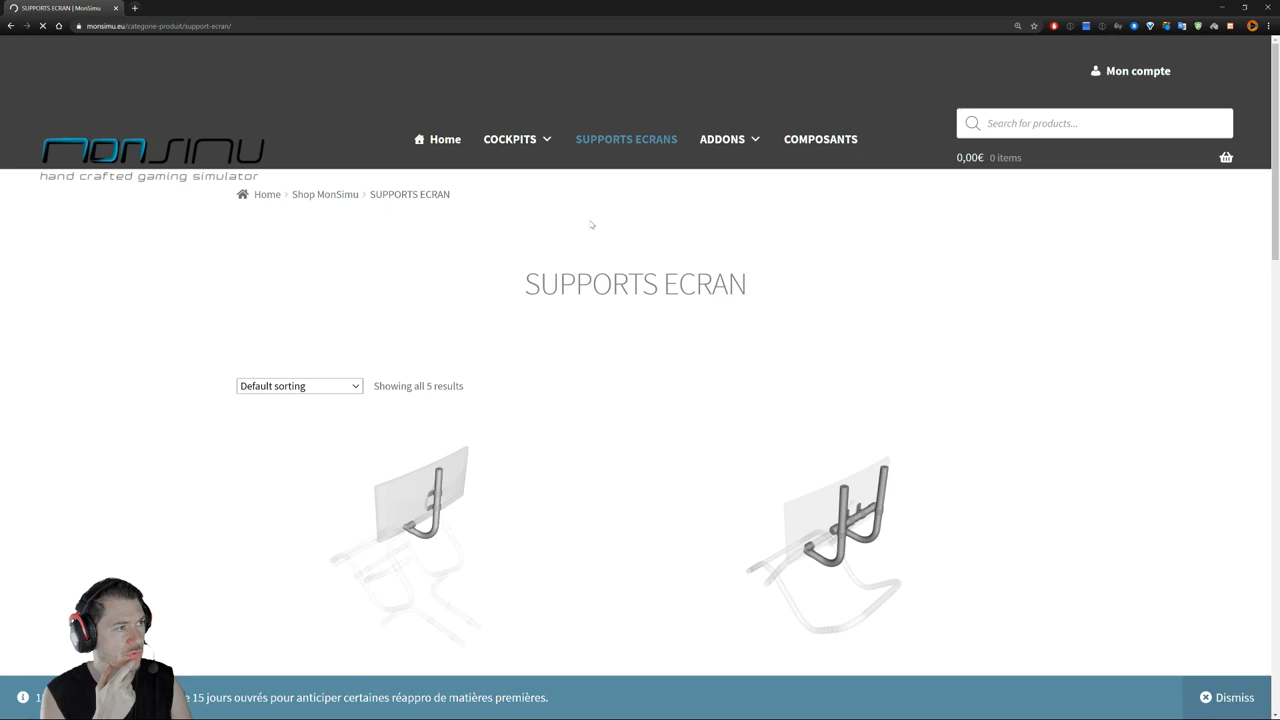 SUPPORTS ECRAN | MonSimu
monsimu.eu/categorie-produit/support-ecran/
Mon compte
monsimu
hand crafted gaming simulator
Home COCKPITS SUPPORTS ECRANS ADDONS COMPOSANTS
Search for products...
0,00€ 0 items
Home Shop MonSimu SUPPORTS ECRAN
SUPPORTS ECRAN
Default sorting Showing all 5 results
15 jours ouvrés pour anticiper certaines réappro de matières premières.
Dismiss